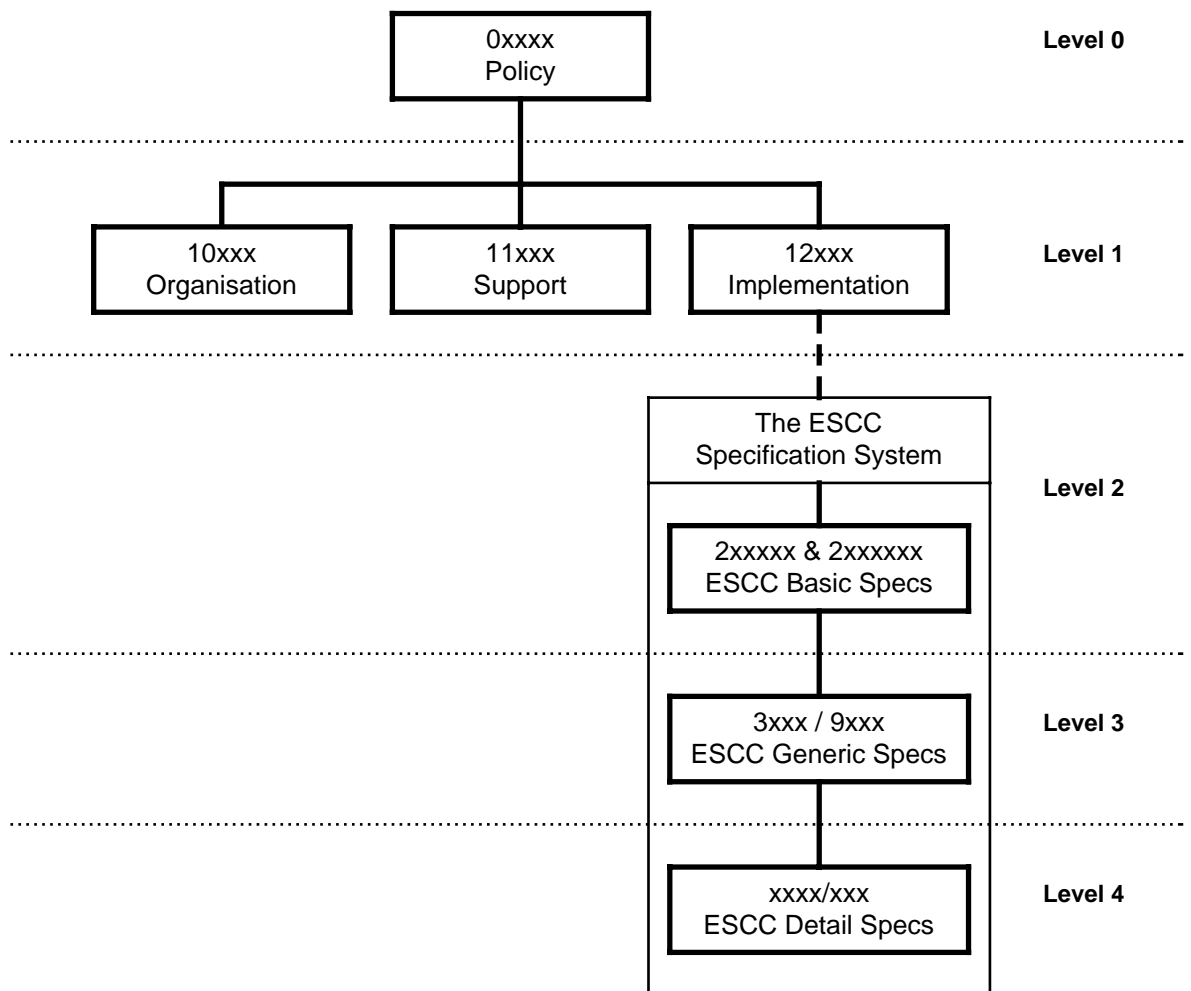 0xxxx
Policy
Level 0
10xxx
Organisation
11xxx
Support
12xxx
Implementation
Level 1
The ESCC
Specification System
Level 2
2xxxxx & 2xxxxxx
ESCC Basic Specs
3xxx / 9xxx
ESCC Generic Specs
Level 3
xxxx/xxx
ESCC Detail Specs
Level 4